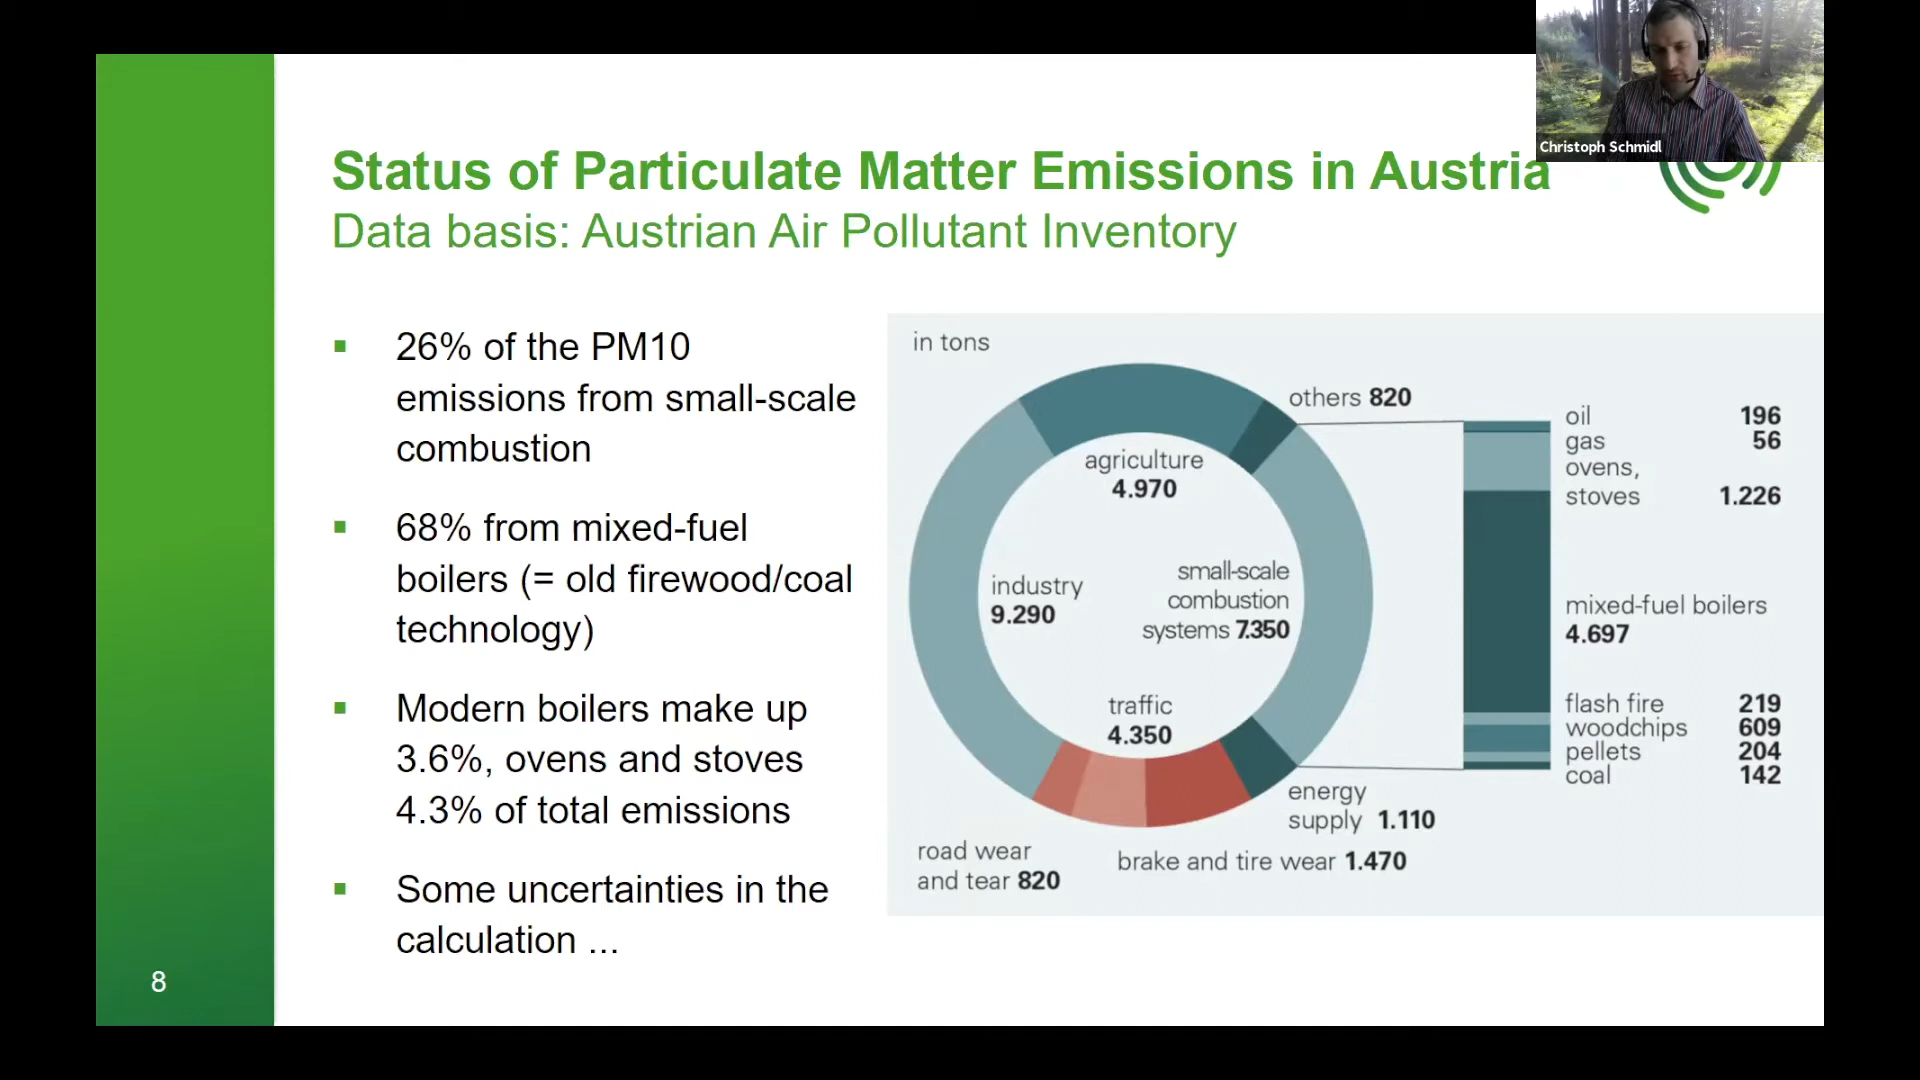 Christoph Schmidl
Status of Particulate Matter Emissions in Austria
Data basis: Austrian Air Pollutant Inventory
▪ 26% of the PM10
emissions from small-scale
combustion
▪ 68% from mixed-fuel
boilers (= old firewood/coal
technology)
▪ Modern boilers make up
3.6%, ovens and stoves
4.3% of total emissions
▪ Some uncertainties in the
calculation ...
8
in tons
others 820
agriculture
4.970
industry
9.290
small-scale
combustion
systems 7.350
traffic
4.350
energy
supply 1.110
road wear
and tear 820
brake and tire wear 1.470
oil 196
gas 56
ovens,
stoves 1.226
mixed-fuel boilers
4.697
flash fire 219
woodchips 609
pellets 204
coal 142